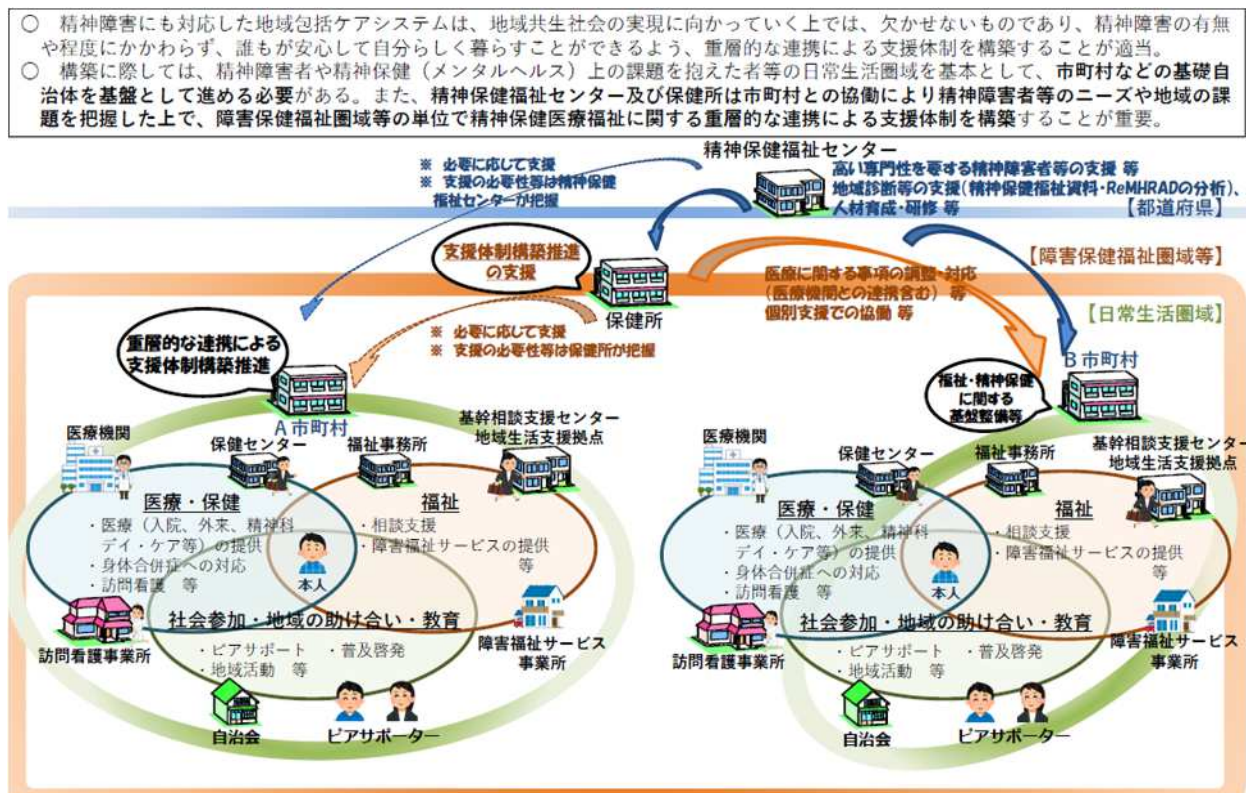 ○　精神障害にも対応した地域包括ケアシステムは、地域共生社会の実現に向かっていく上では、欠かせないものであり、精神障害の有無
や程度にかかわらず、誰もが安心して自分らしく暮らすことができるよう、重層的な連携による支援体制を構築することが適当。
○　構築に際しては、精神障害者や精神保健（メンタルヘルス）上の課題を抱えた者等の日常生活圏域を基本として、市町村などの基礎自
治体を基盤として進める必要がある。また、精神保健福祉センター及び保健所は市町村との協働により精神障害者等のニーズや地域の課
題を把握した上で、障害保健福祉圏域等の単位で精神保健医療福祉に関する重層的な連携による支援体制を構築することが重要。
精神保健福祉センター
高い専門性を要する精神障害者等の支援 等
地域診断等の支援(精神保健福祉資料・ReMHRADの分析)、
人材育成・研修 等
【都道府県】
※ 必要に応じて支援
※ 支援の必要性等は精神保健
福祉センターが把握
支援体制構築推進
の支援
保健所
【障害保健福祉圏域等】
医療に関する事項の調整・対応
(医療機関との連携含む) 等
個別支援での協働 等
【日常生活圏域】
※ 必要に応じて支援
※ 支援の必要性等は保健所が把握
重層的な連携による
支援体制構築推進
A市町村
医療機関
保健センター
福祉事務所
基幹相談支援センター
地域生活支援拠点
医療・保健
・医療（入院、外来、精神科
デイ・ケア等）の提供
・身体合併症への対応
・訪問看護　等
福祉
・相談支援
・障害福祉サービスの提供
等
本人
社会参加・地域の助け合い・教育
・ピアサポート
・普及啓発
・地域活動　等
訪問看護事業所
障害福祉サービス
事業所
自治会
ピアサポーター
B市町村
福祉・精神保健
に関する
基盤整備等
医療機関
保健センター
福祉事務所
基幹相談支援センター
地域生活支援拠点
医療・保健
・医療（入院、外来、精神科
デイ・ケア等）の提供
・身体合併症への対応
・訪問看護　等
福祉
・相談支援
・障害福祉サービスの提供
等
本人
社会参加・地域の助け合い・教育
・ピアサポート
・普及啓発
・地域活動　等
訪問看護事業所
障害福祉サービス
事業所
自治会
ピアサポーター